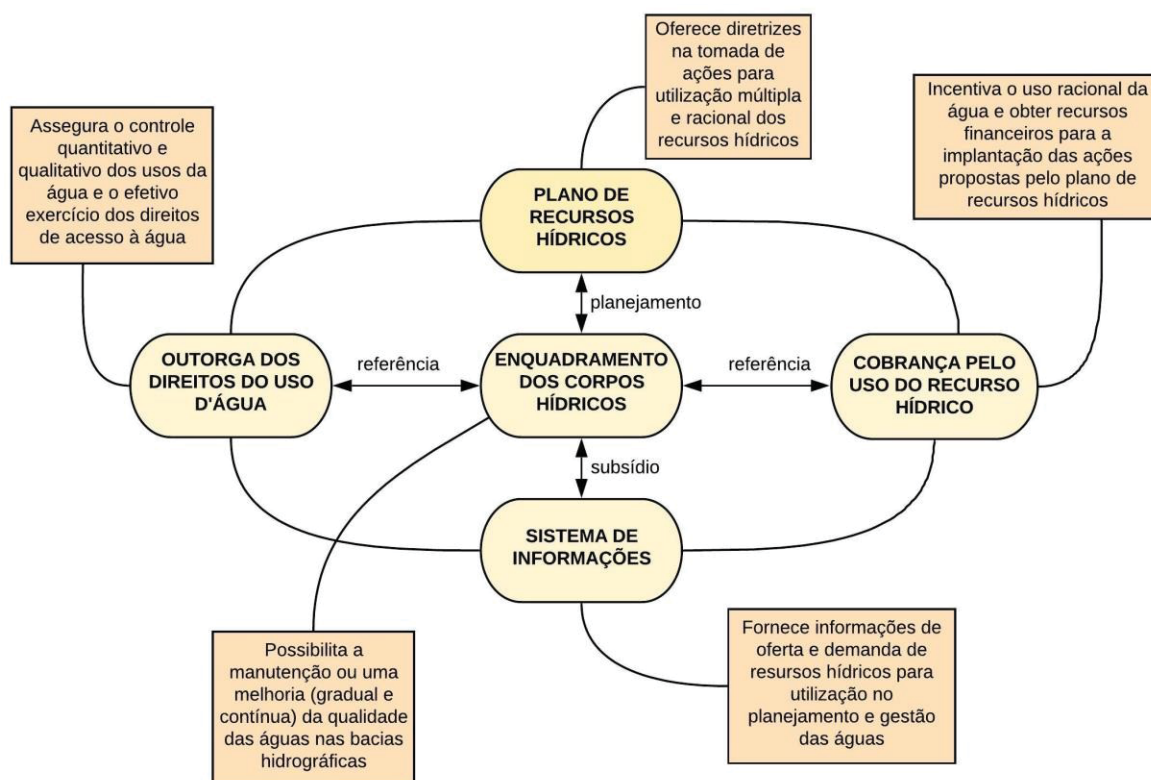 Oferece diretrizes
na tomada de
ações para
utilização múltipla
e racional dos
recursos hídricos
Incentiva o uso racional da
água e obter recursos
financeiros para a
implantação das ações
propostas pelo plano de
recursos hídricos
Assegura o controle
quantitativo e
qualitativo dos usos da
água e o efetivo
exercício dos direitos
de acesso à água
PLANO DE
RECURSOS
HÍDRICOS
planejamento
OUTORGA DOS
DIREITOS DO USO
D'ÁGUA
referência
ENQUADRAMENTO
DOS CORPOS
HÍDRICOS
referência
COBRANÇA PELO
USO DO RECURSO
HÍDRICO
subsídio
SISTEMA DE
INFORMAÇÕES
Possibilita a
manutenção ou uma
melhoria (gradual e
contínua) da qualidade
das águas nas bacias
hidrográficas
Fornece informações de
oferta e demanda de
recursos hídricos para
utilização no
planejamento e gestão
das águas